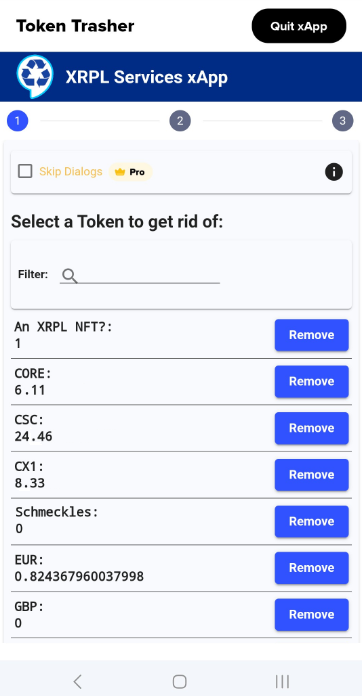 Token Trasher
Quit xApp
XRPL Services xApp
1
2
3
Skip Dialogs
Pro
Select a Token to get rid of:
Filter:
An XRPL NFT?:
1
Remove
CORE:
6.11
Remove
CSC:
24.46
Remove
CX1:
8.33
Remove
Schmeckles:
0
Remove
EUR:
0.824367960037998
Remove
GBP:
0
Remove